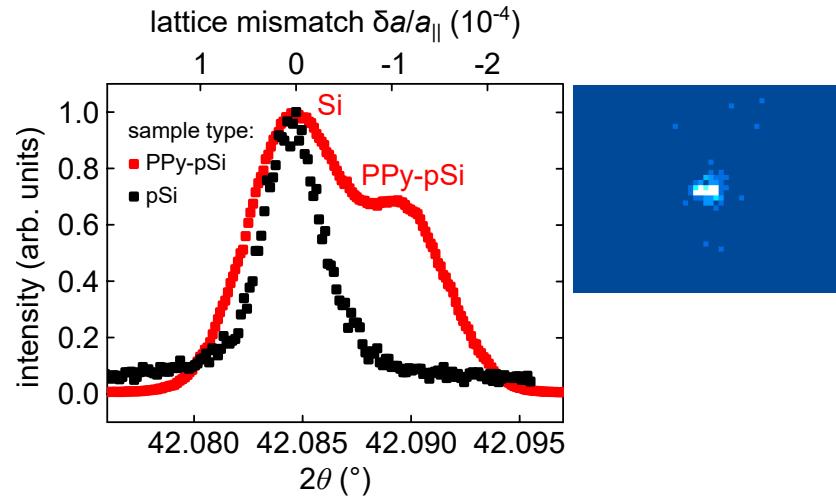 lattice mismatch δa/a|| (10⁻⁴)
1 0 -1 -2
Si
sample type:
PPy-pSi
pSi
PPy-pSi
intensity (arb. units)
1.0
0.8
0.6
0.4
0.2
0.0
42.080 42.085 42.090 42.095
2θ (°)